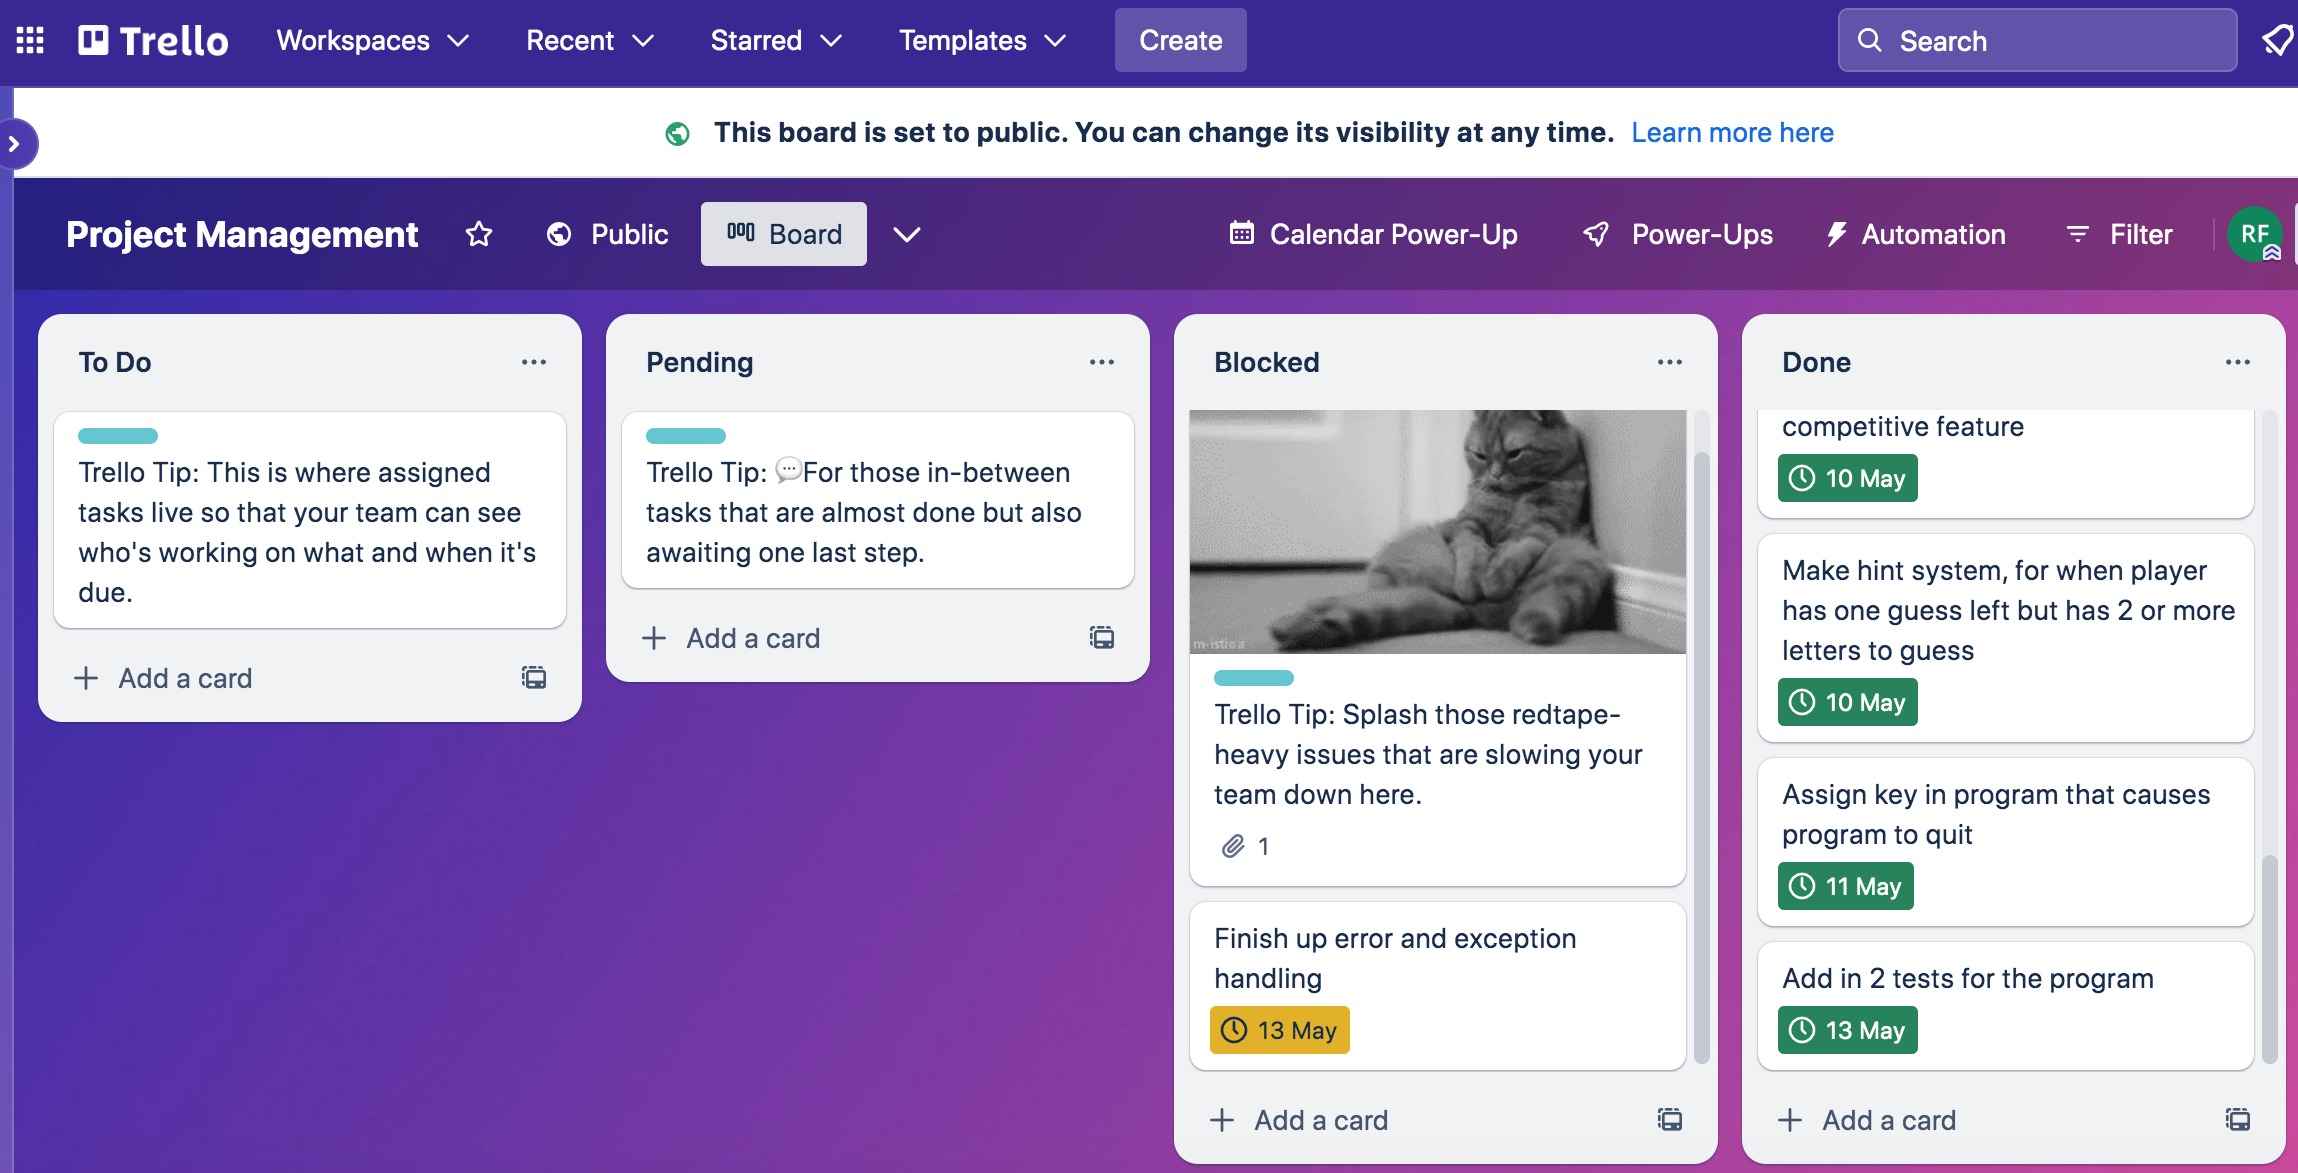 Trello Workspaces Recent Starred Templates Create Search
This board is set to public. You can change its visibility at any time. Learn more here
Project Management Public Board Calendar Power-Up Power-Ups Automation Filter RF
To Do
Trello Tip: This is where assigned
tasks live so that your team can see
who's working on what and when it's
due.
Add a card
Pending
Trello Tip: 💬For those in-between
tasks that are almost done but also
awaiting one last step.
Add a card
Blocked
m-istica
Trello Tip: Splash those redtape-
heavy issues that are slowing your
team down here.
1
Finish up error and exception
handling
13 May
Add a card
Done
competitive feature
10 May
Make hint system, for when player
has one guess left but has 2 or more
letters to guess
10 May
Assign key in program that causes
program to quit
11 May
Add in 2 tests for the program
13 May
Add a card